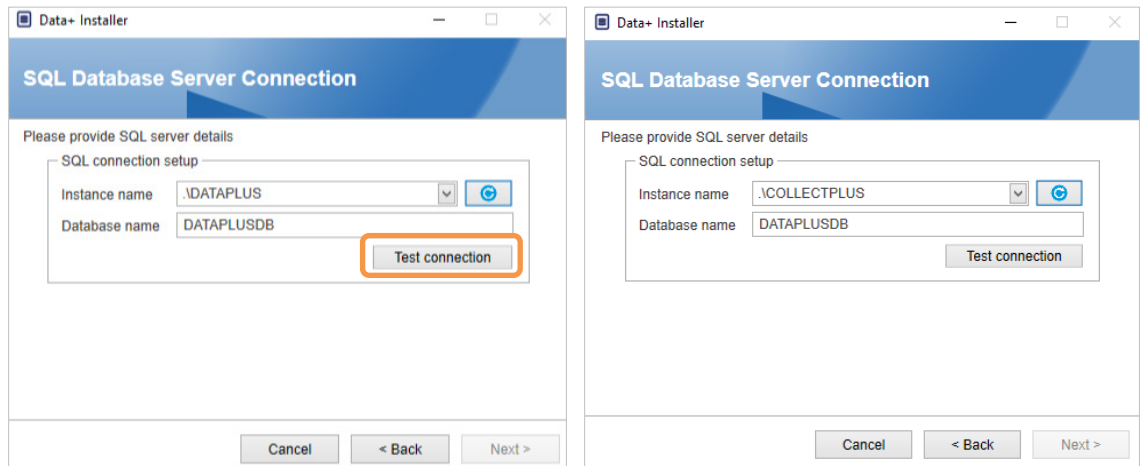 Data+ Installer
SQL Database Server Connection
Please provide SQL server details
SQL connection setup
Instance name .\DATAPLUS
Database name DATAPLUSDB
Test connection
Cancel < Back Next >
Data+ Installer
SQL Database Server Connection
Please provide SQL server details
SQL connection setup
Instance name .\COLLECTPLUS
Database name DATAPLUSDB
Test connection
Cancel < Back Next >